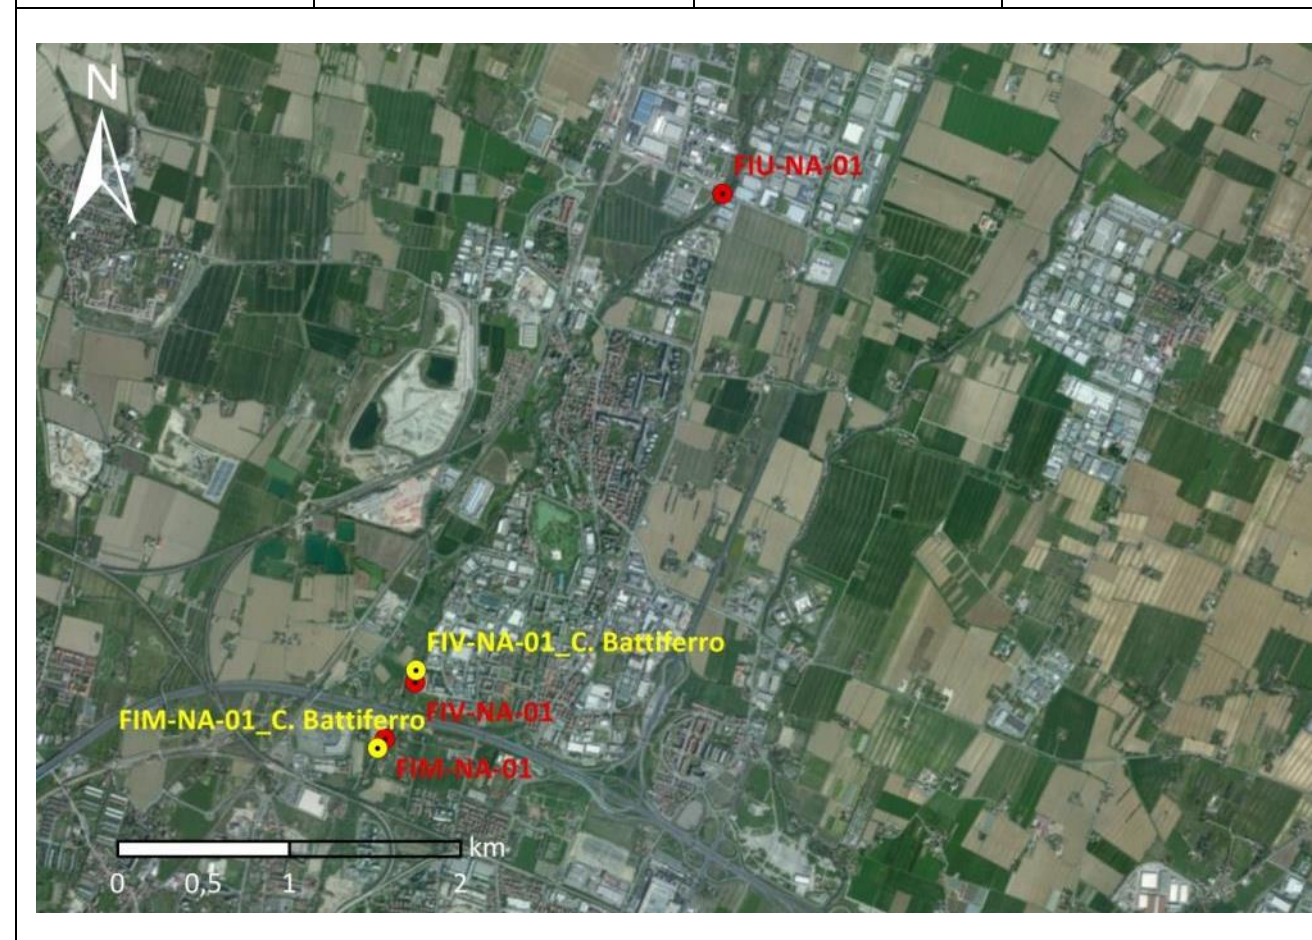 N
FIU-NA-01
FIV-NA-01_C. Battiferro
FIV-NA-01
FIM-NA-01_C. Battiferro
FIM-NA-01
km
0 0,5 1 2